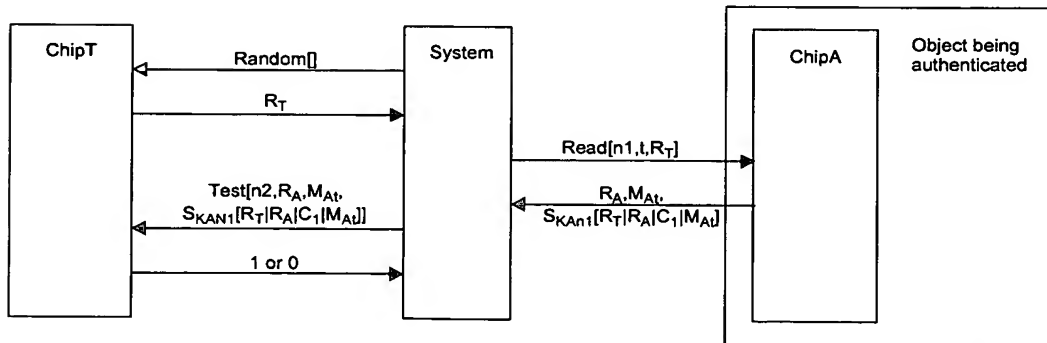 ChipT
System
ChipA
Object being
authenticated
Random[]
R_T
Read[n1,t,R_T]
Test[n2,R_A,M_At,
S_KAN1[R_T|R_A|C_1|M_At]]
R_A,M_At,
S_KAn1[R_T|R_A|C_1|M_At]
1 or 0